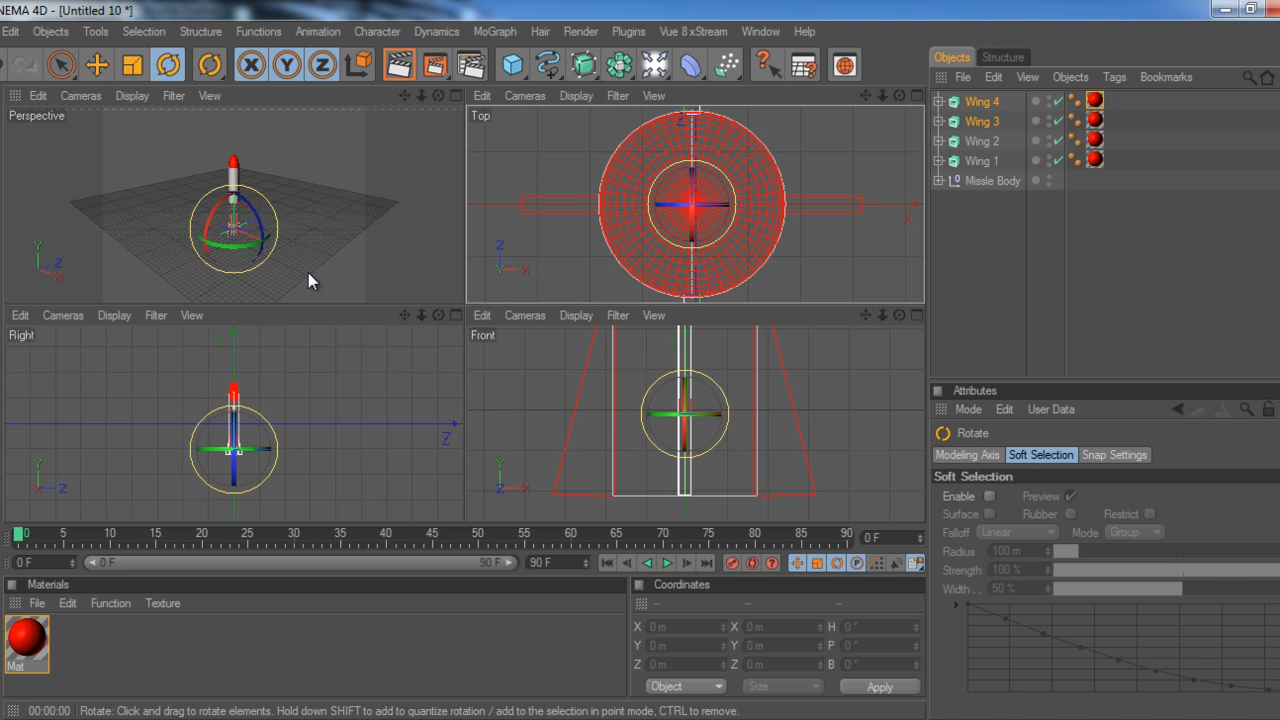 NEMA 4D - [Untitled 10 *]
Edit Objects Tools Selection Structure Functions Animation Character Dynamics MoGraph Hair Render Plugins Vue 8 xStream Window Help
X Y Z
Edit Cameras Display Filter View
Perspective
Y Z X
Edit Cameras Display Filter View
Top
Z
X
Z Y X
Edit Cameras Display Filter View
Right
Y
Z
Y X Z
Edit Cameras Display Filter View
Front
Y Z X
Objects Structure
File Edit View Objects Tags Bookmarks
Wing 4
Wing 3
Wing 2
Wing 1
Missle Body
Attributes
Mode Edit User Data
Rotate
Modeling Axis Soft Selection Snap Settings
Soft Selection
Enable Preview
Surface Rubber Restrict
Falloff Linear Mode Group
Radius 100 m
Strength 100 %
Width . . 50 %
0 5 10 15 20 25 30 35 40 45 50 55 60 65 70 75 80 85 90 0 F
0 F 0 F 90 F 90 F
Materials
File Edit Function Texture
Mat
Coordinates
-- -- --
X 0 m X 0 m H 0 °
Y 0 m Y 0 m P 0 °
Z 0 m Z 0 m B 0 °
Object Size Apply
00:00:00 Rotate: Click and drag to rotate elements. Hold down SHIFT to add to quantize rotation / add to the selection in point mode, CTRL to remove.